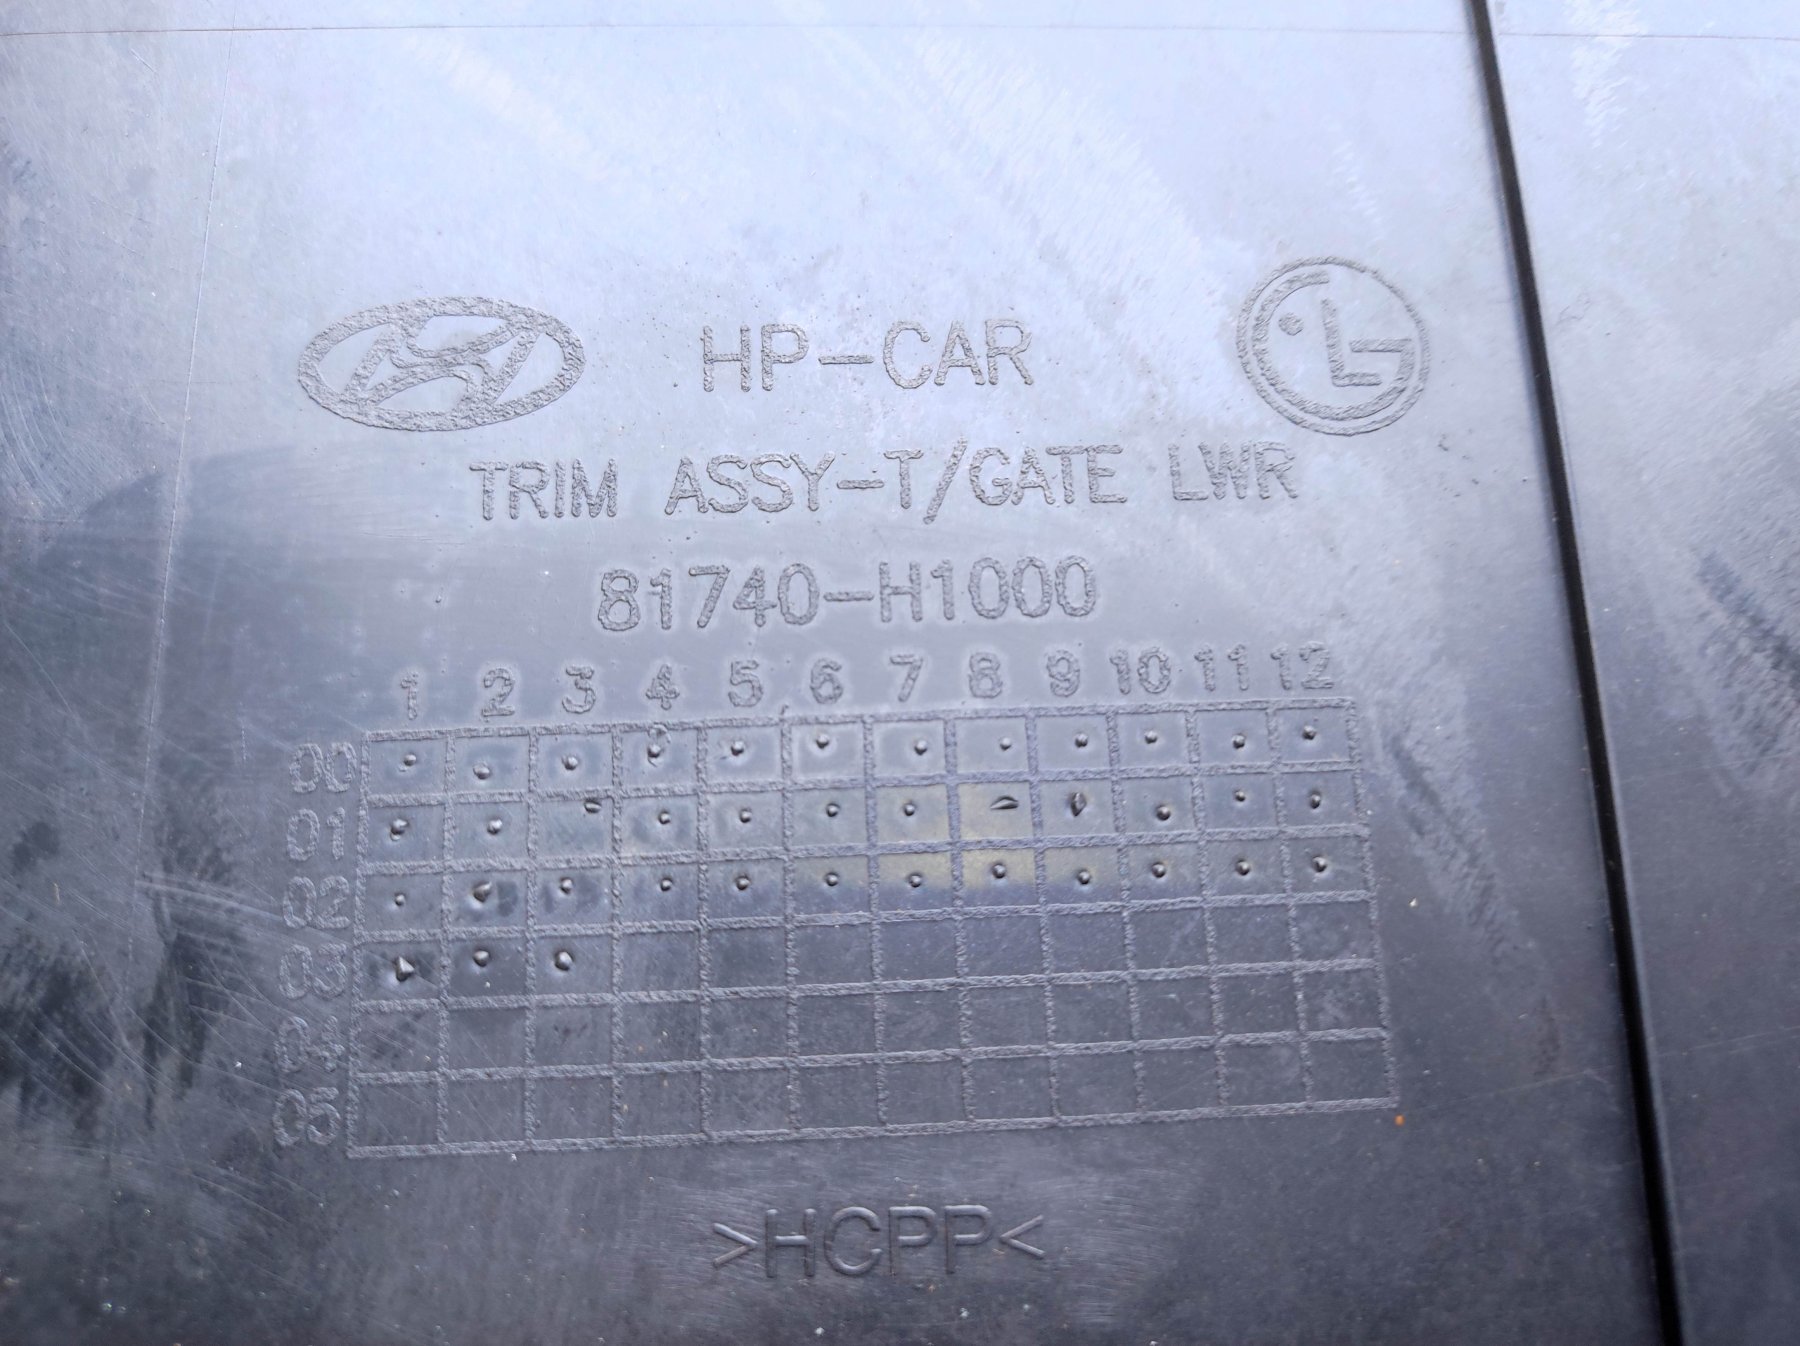 HP-CAR LG
TRIM ASSY-T/GATE LWR
81740-H1000
1 2 3 4 5 6 7 8 9 10 11 12
00
01
02
03
04
05
>HCPP<